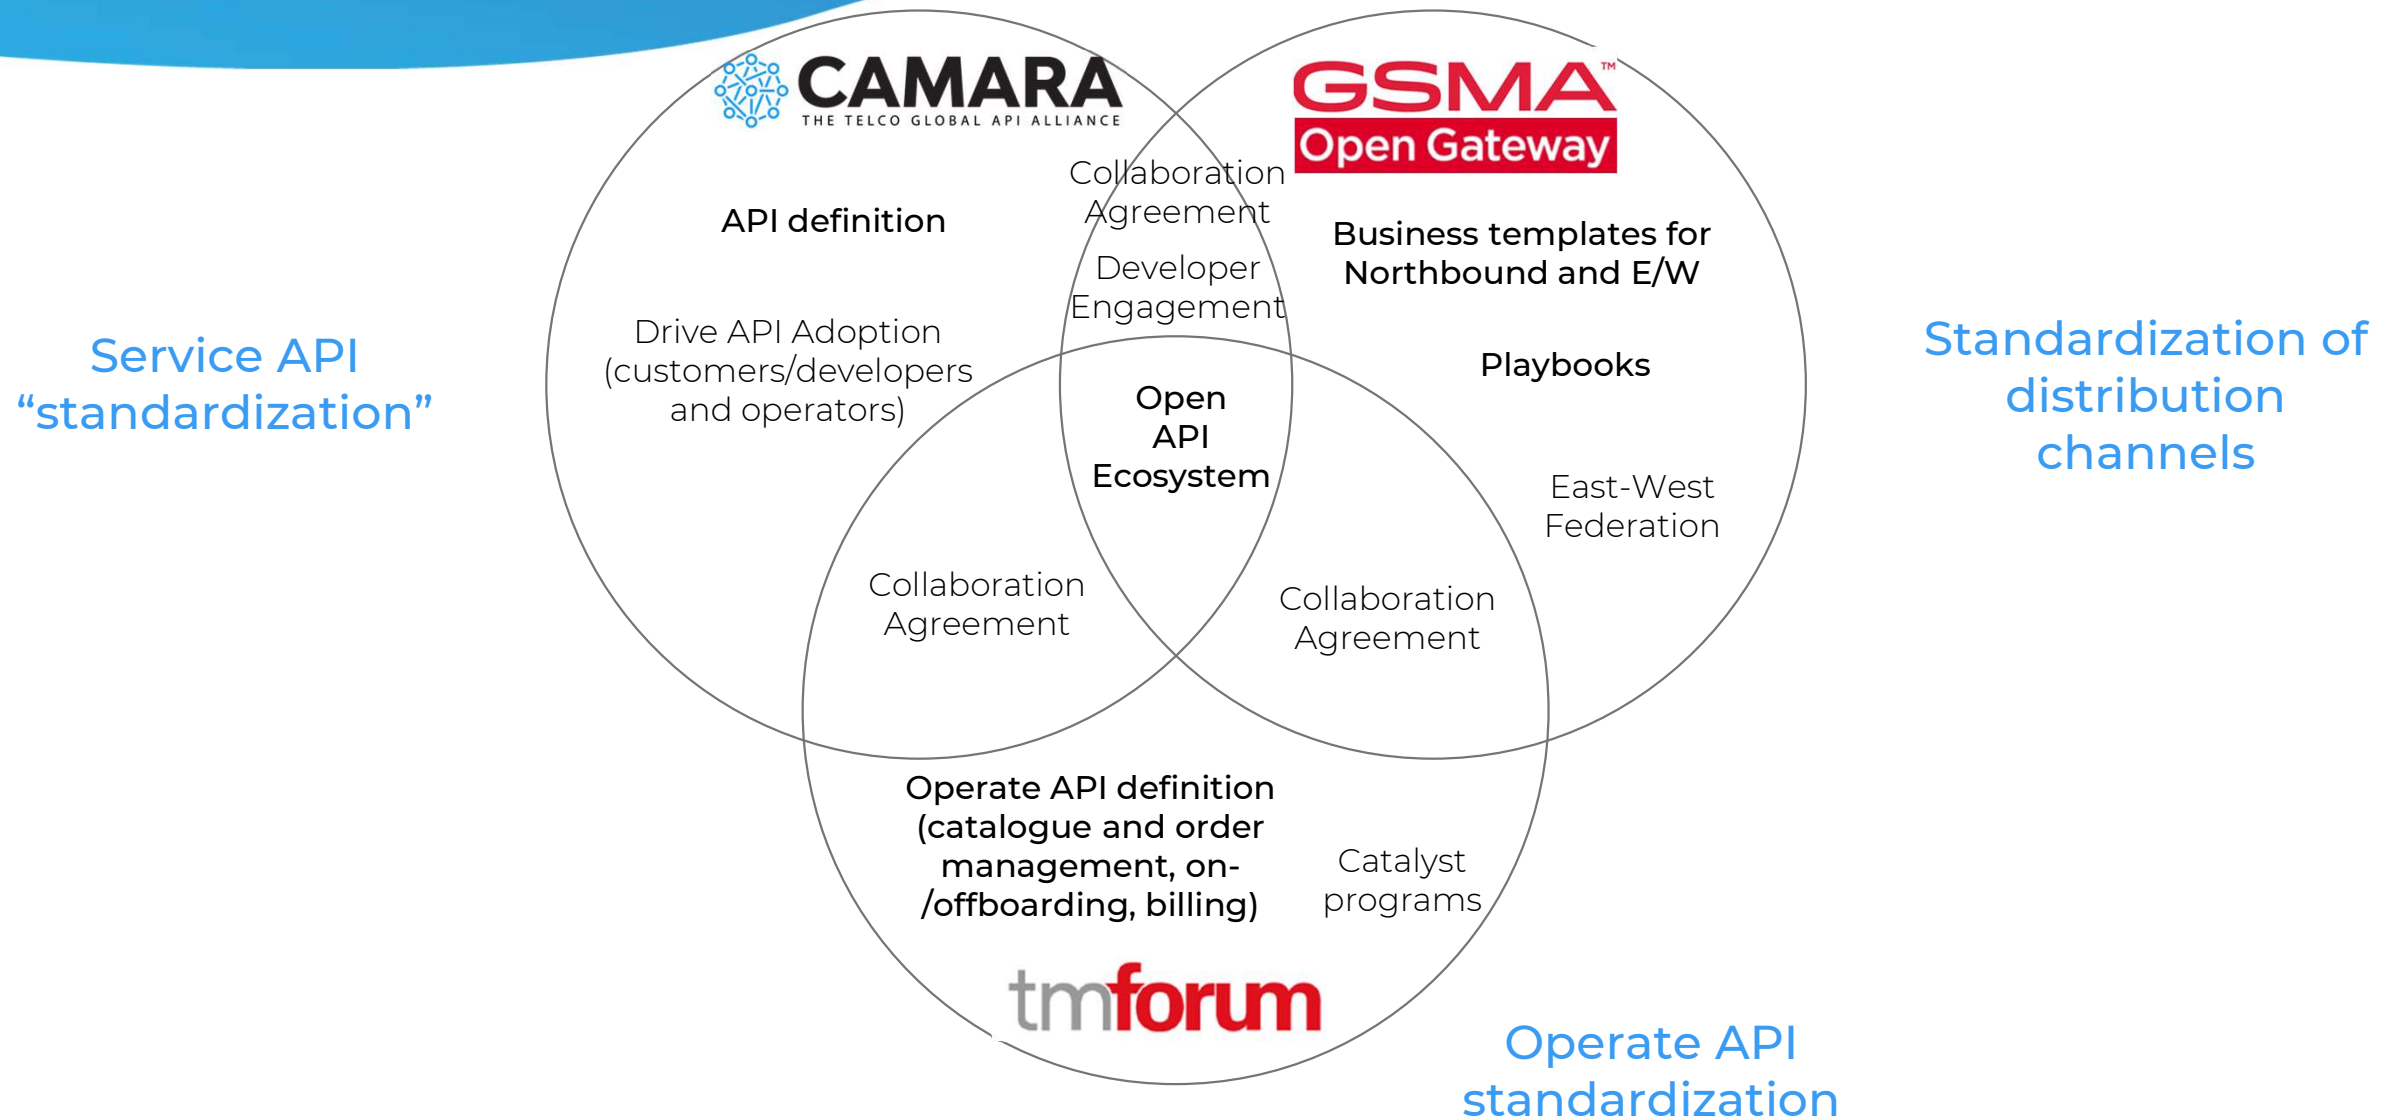 CAMARA
THE TELCO GLOBAL API ALLIANCE
GSMA™
Open Gateway
Collaboration
Agreement
Developer
Engagement
API definition
Business templates for
Northbound and E/W
Drive API Adoption
(customers/developers
and operators)
Playbooks
Service API
“standardization”
Standardization of
distribution
channels
Open
API
Ecosystem
East-West
Federation
Collaboration
Agreement
Collaboration
Agreement
Operate API definition
(catalogue and order
management, on-
/offboarding, billing)
Catalyst
programs
tmforum
Operate API
standardization